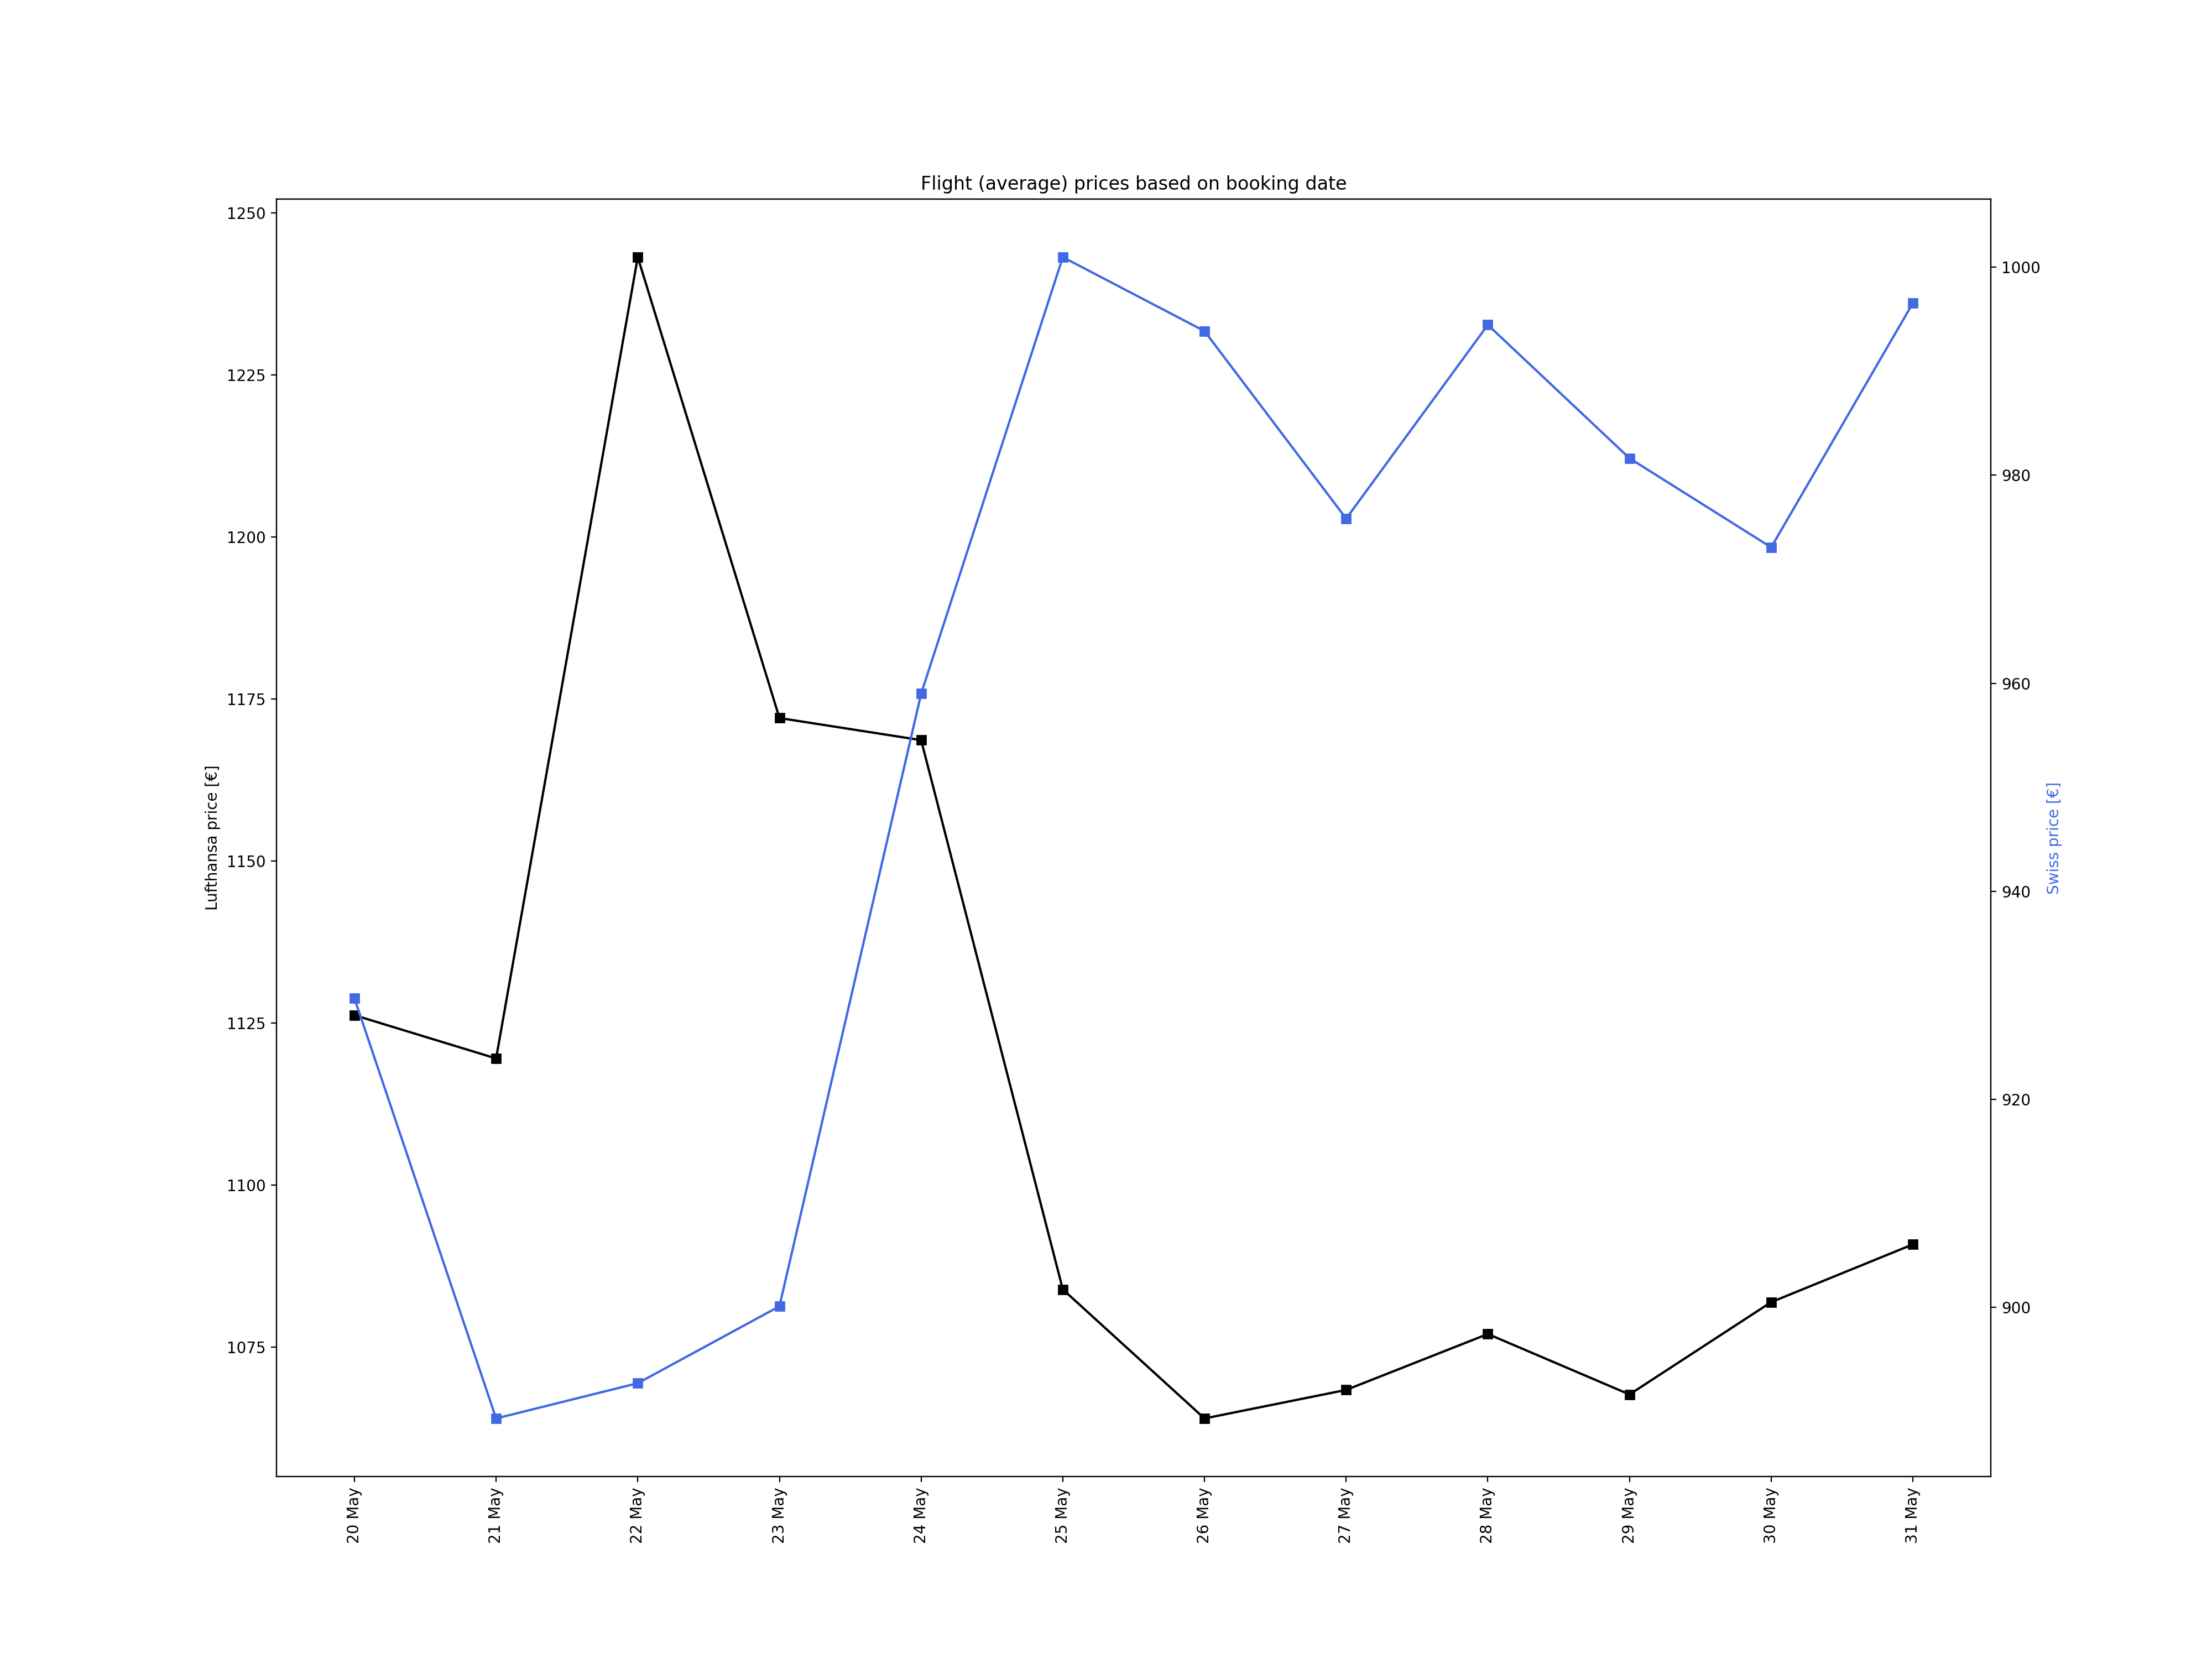 Flight (average) prices based on booking date
1250
1225
1200
1175
1150
1125
1100
1075
Lufthansa price [€]
1000
980
960
940
920
900
Swiss price [€]
20 May
21 May
22 May
23 May
24 May
25 May
26 May
27 May
28 May
29 May
30 May
31 May